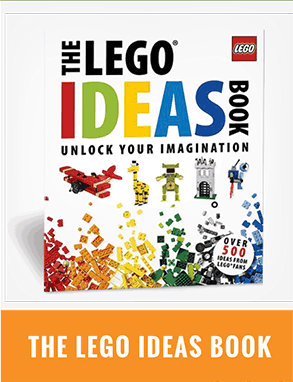 THE LEGO®
LEGO
IDEAS
BOOK
UNLOCK YOUR IMAGINATION
OVER
500
IDEAS FROM
LEGO® FANS
THE LEGO IDEAS BOOK